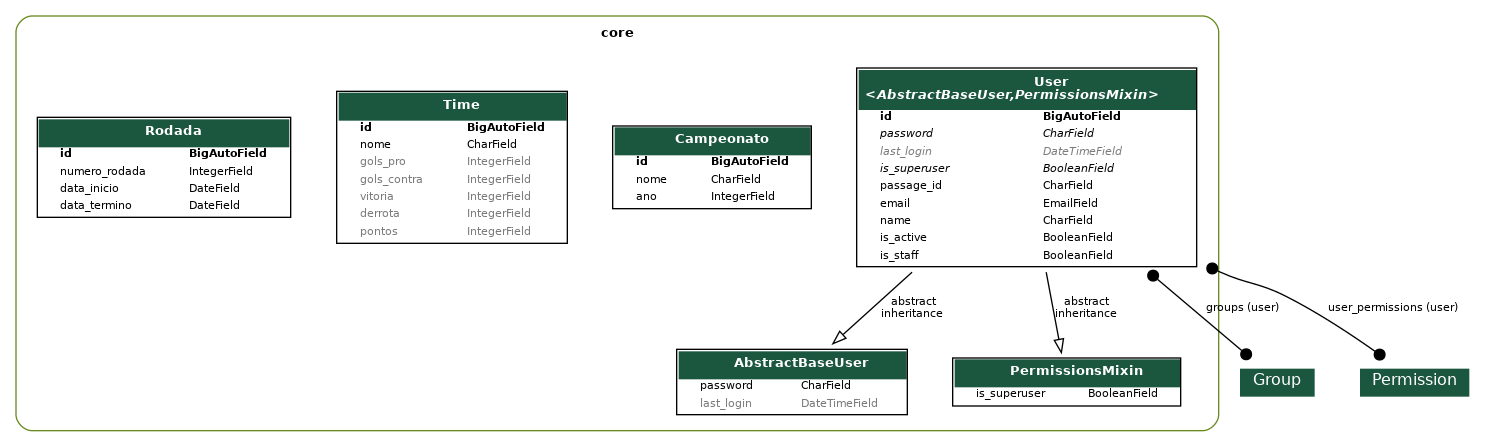 core
Rodada
id BigAutoField
numero_rodada IntegerField
data_inicio DateField
data_termino DateField
Time
id BigAutoField
nome CharField
gols_pro IntegerField
gols_contra IntegerField
vitoria IntegerField
derrota IntegerField
pontos IntegerField
Campeonato
id BigAutoField
nome CharField
ano IntegerField
User
<AbstractBaseUser,PermissionsMixin>
id BigAutoField
password CharField
last_login DateTimeField
is_superuser BooleanField
passage_id CharField
email EmailField
name CharField
is_active BooleanField
is_staff BooleanField
abstract
inheritance
abstract
inheritance
groups (user)
user_permissions (user)
AbstractBaseUser
password CharField
last_login DateTimeField
PermissionsMixin
is_superuser BooleanField
Group
Permission